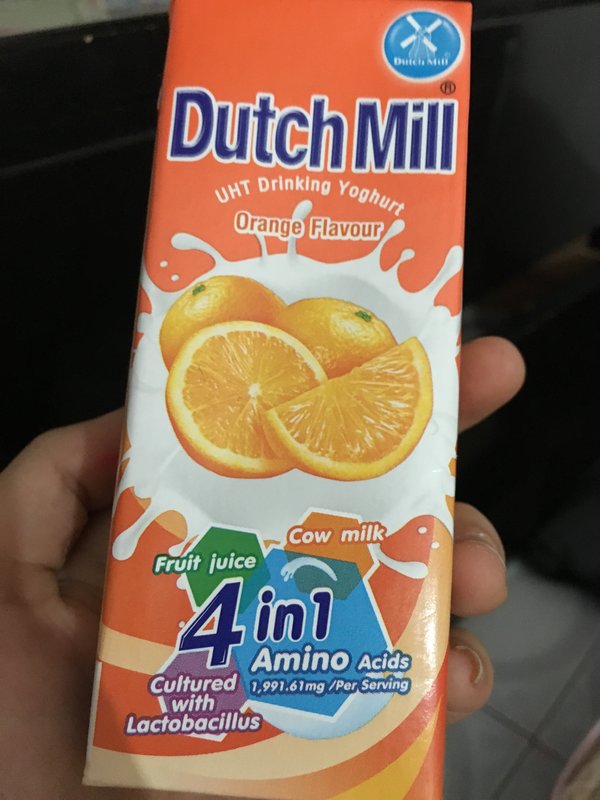 Dutch Mill
®
Dutch Mill
UHT Drinking Yoghurt
Orange Flavour
Cow milk
Fruit juice
4 in 1
Amino Acids
1,991.61mg /Per Serving
Cultured
with
Lactobacillus